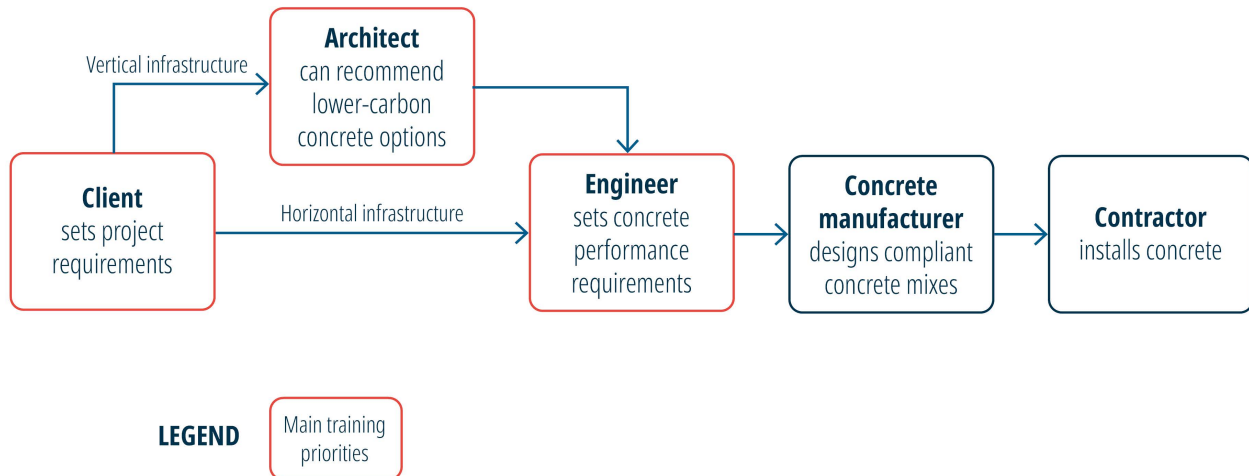 Vertical infrastructure
Architect
can recommend
lower-carbon
concrete options
Client
sets project
requirements
Horizontal infrastructure
Engineer
sets concrete
performance
requirements
Concrete
manufacturer
designs compliant
concrete mixes
Contractor
installs concrete
LEGEND
Main training
priorities